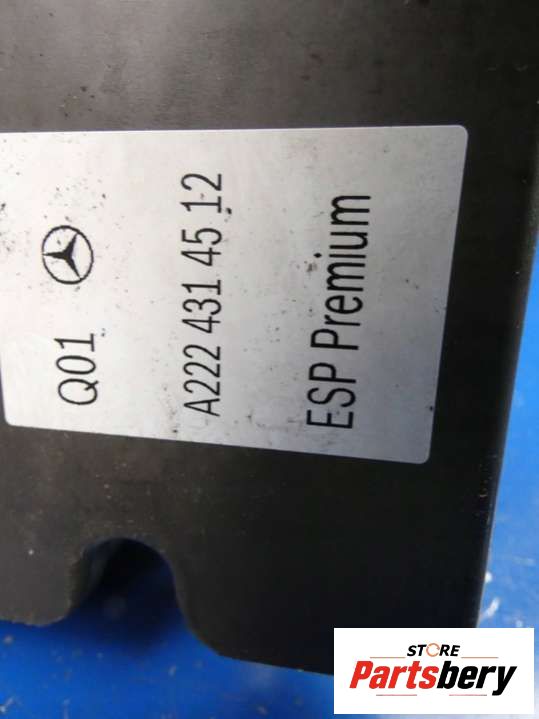 Q01
A222 431 45 12
ESP Premium
STORE
Partsbery